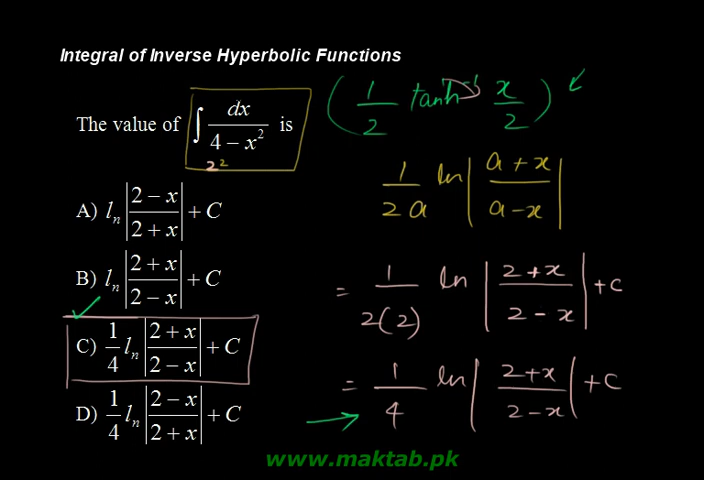 Integral of Inverse Hyperbolic Functions
The value of ∫ dx / (4 − x²) is
2²
A) lₙ |(2 − x) / (2 + x)| + C
B) lₙ |(2 + x) / (2 − x)| + C
C) 1/4 lₙ |(2 + x) / (2 − x)| + C
D) 1/4 lₙ |(2 − x) / (2 + x)| + C
(1/2 tanh⁻¹ x/2)
1/2a ln |(a + x) / (a − x)|
= 1/2(2) ln |(2 + x) / (2 − x)| + C
= 1/4 ln |(2 + x) / (2 − x)| + C
www.maktab.pk